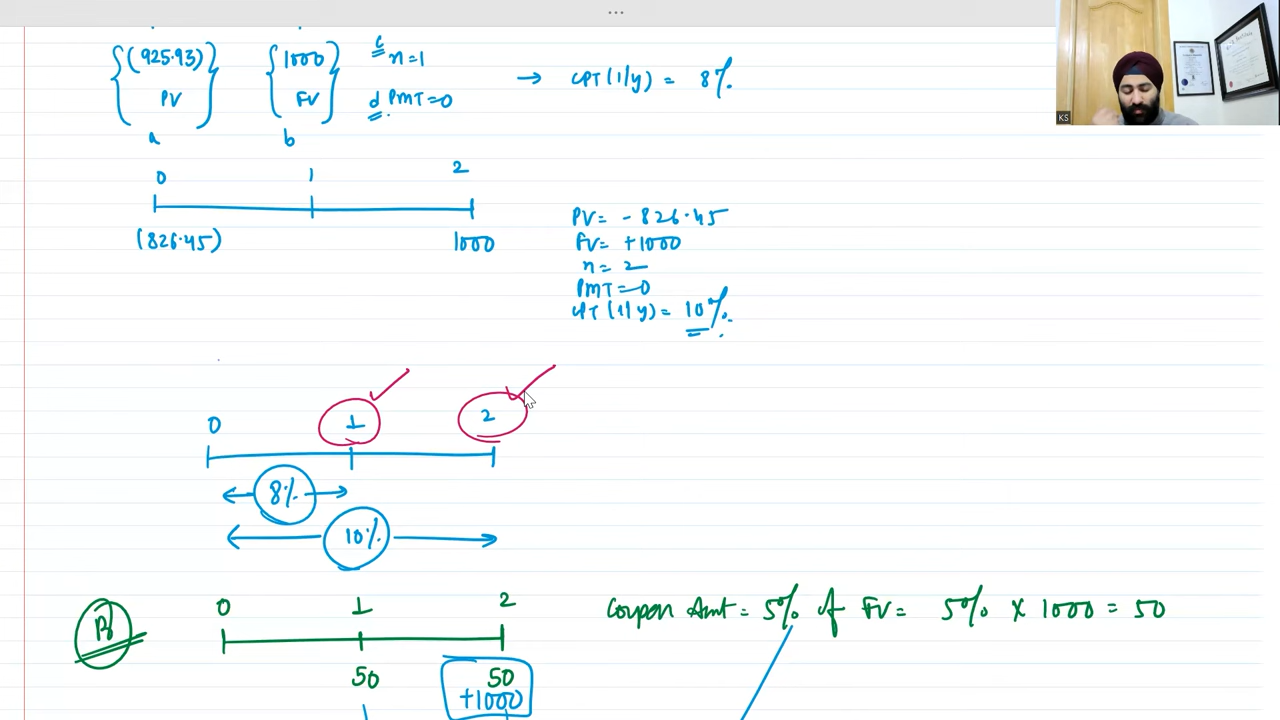 (925.93) 1000 c n=1
→ CPT (I/y) = 8%
PV FV d PMT=0
a b
0 1 2
(826.45) 1000
PV= - 826.45
FV= +1000
n= 2
PMT=0
CPT (I/y)= 10%
0 1 2
8%
10%
0 1 2
Coupon Amt = 5% of FV= 5% X 1000 = 50
50 50
+1000
KS